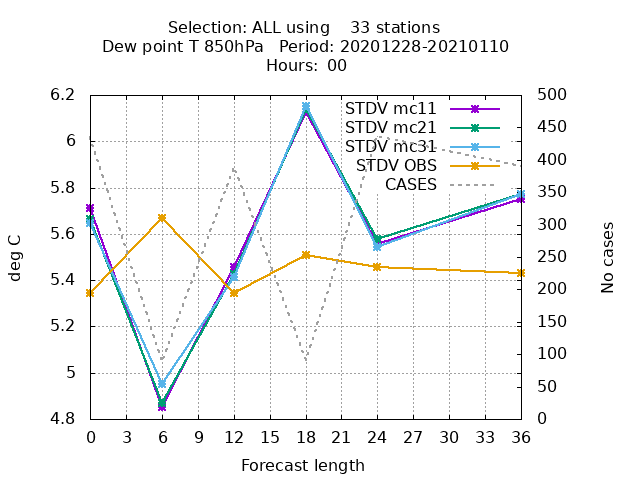 Selection: ALL using    33 stations
Dew point T 850hPa   Period: 20201228-20210110
Hours: 00
STDV mc11
STDV mc21
STDV mc31
STDV OBS
CASES
deg C
6.2
6
5.8
5.6
5.4
5.2
5
4.8
500
450
400
350
300
250
200
150
100
50
0
No cases
0 3 6 9 12 15 18 21 24 27 30 33 36
Forecast length